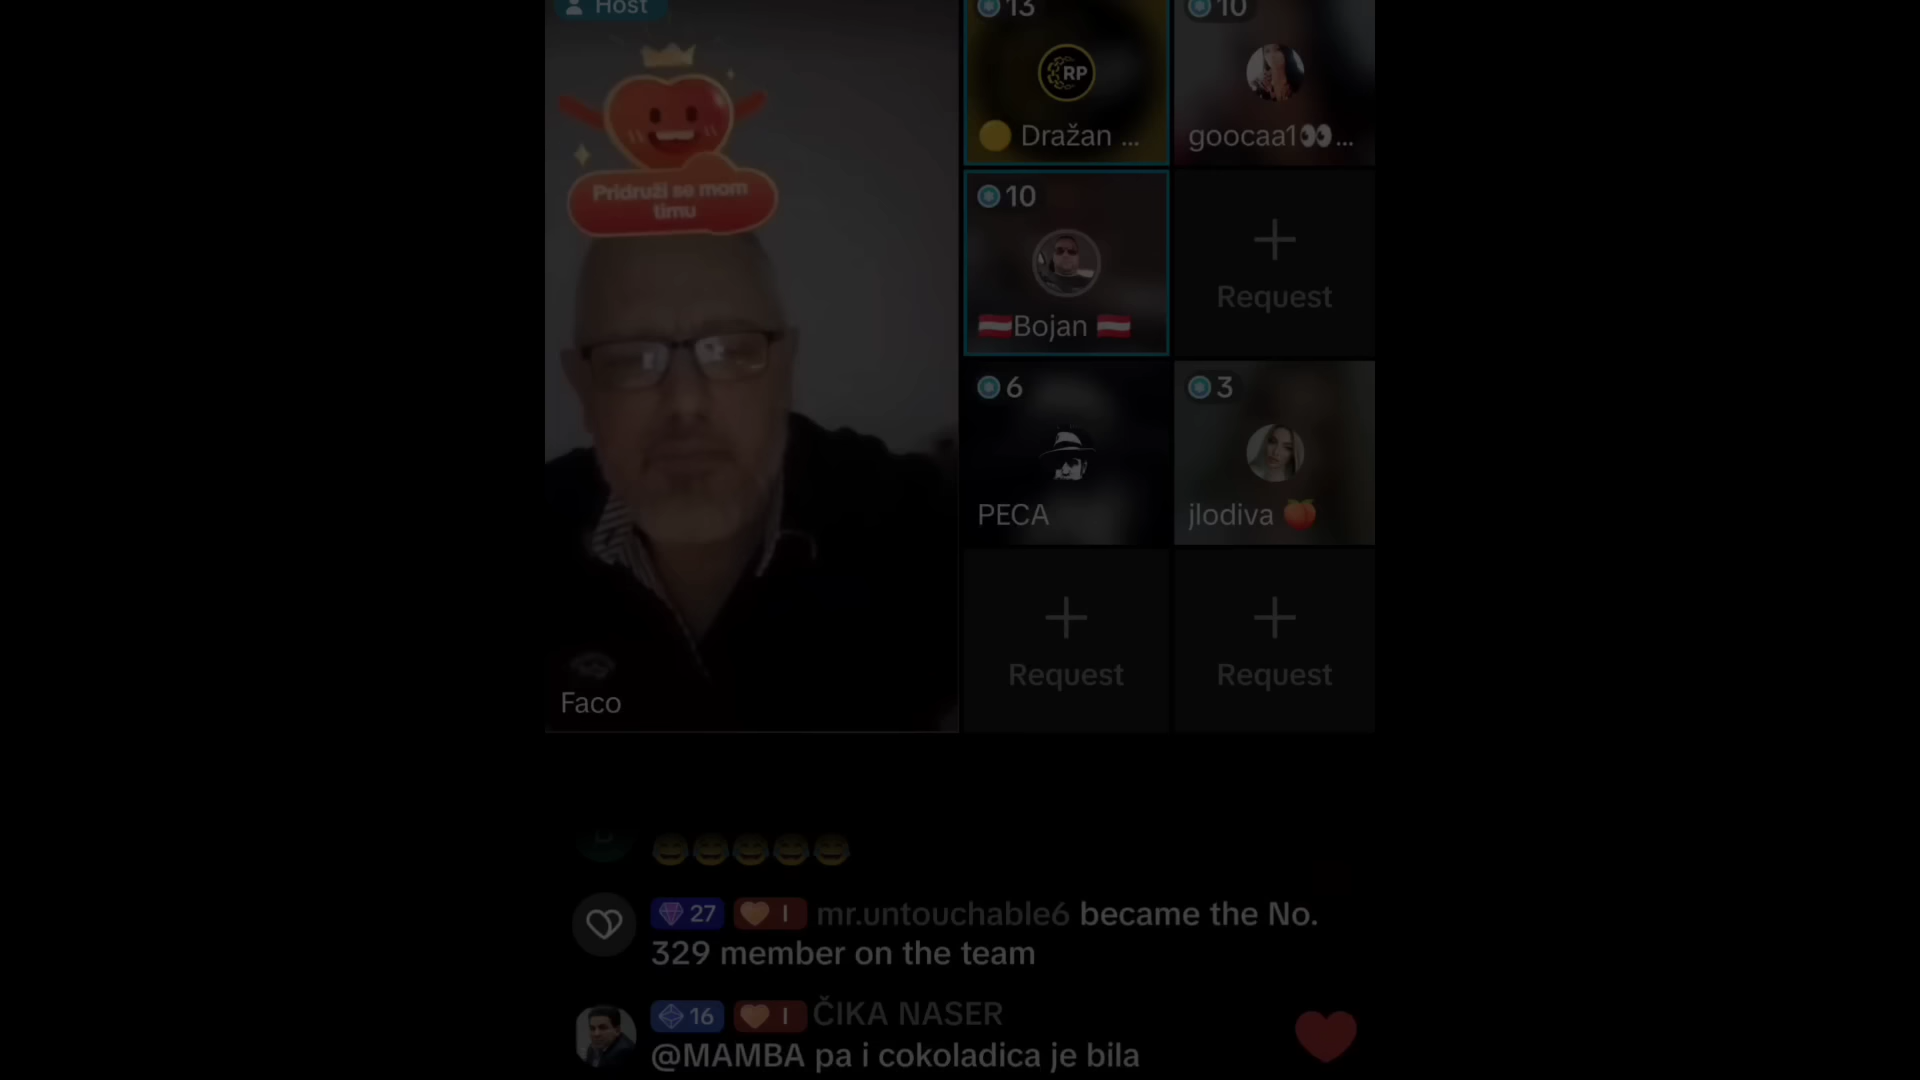 Host
Pridruži se mom
timu
Faco
13
RP
Dražan ...
10
goocaa1👀...
10
🇦🇹Bojan 🇦🇹
Request
6
PECA
3
jlodiva 🍑
Request
Request
😂😂😂😂😂
27 I mr.untouchable6 became the No.
329 member on the team
16 I ČIKA NASER
@MAMBA pa i cokoladica je bila